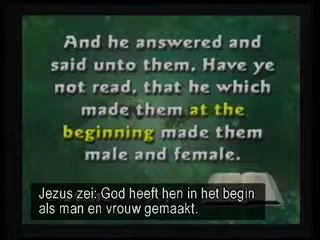 And he answered and
said unto them, Have ye
not read, that he which
made them at the
beginning made them
male and female.
Jezus zei: God heeft hen in het begin
als man en vrouw gemaakt.